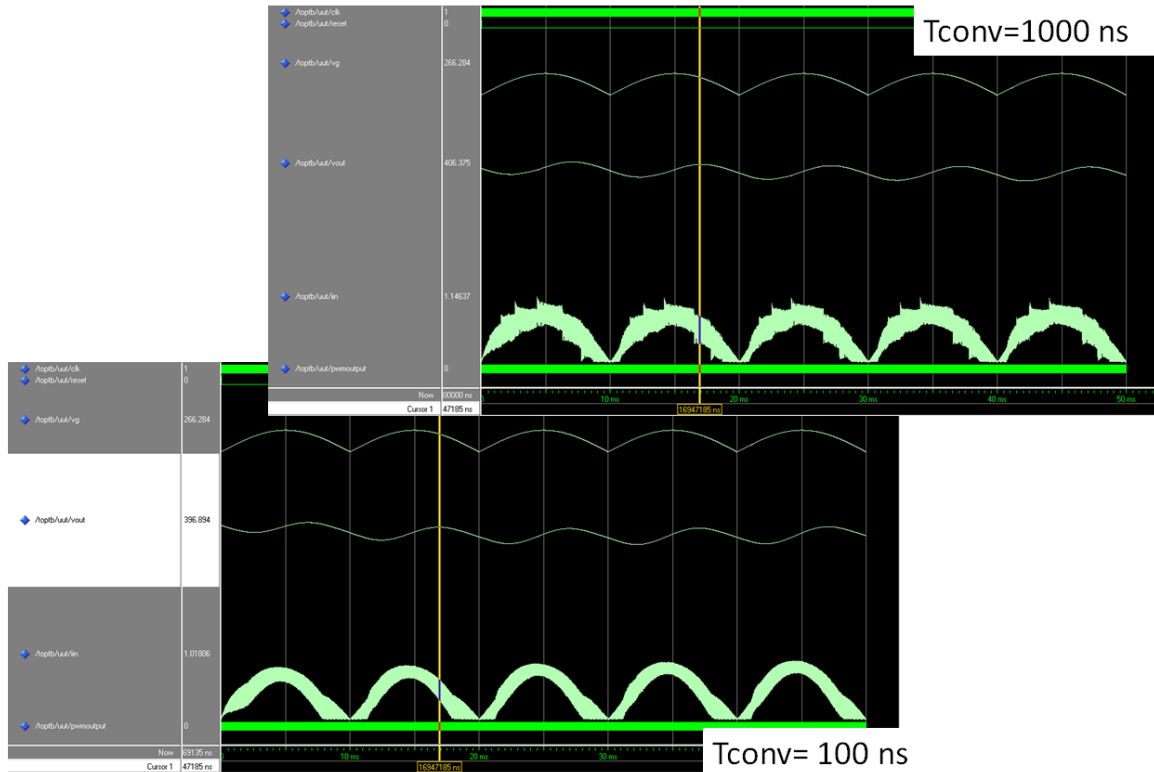 /toptb/uut/clk 1
/toptb/uut/reset 0
Tconv=1000 ns
/toptb/uut/vg 266.284
/toptb/uut/vout 406.375
/toptb/uut/iin 1.14637
/toptb/uut/pwmoutput 0
Now 00000 ns
10 ms 20 ms 30 ms 40 ms 50 ms
Cursor 1 47185 ns 16947185 ns
/toptb/uut/clk 1
/toptb/uut/reset 0
/toptb/uut/vg 266.284
/toptb/uut/vout 396.894
/toptb/uut/iin 1.01806
/toptb/uut/pwmoutput 0
Now 69135 ns
10 ms 20 ms 30 ms
Tconv= 100 ns
Cursor 1 47185 ns 16947185 ns